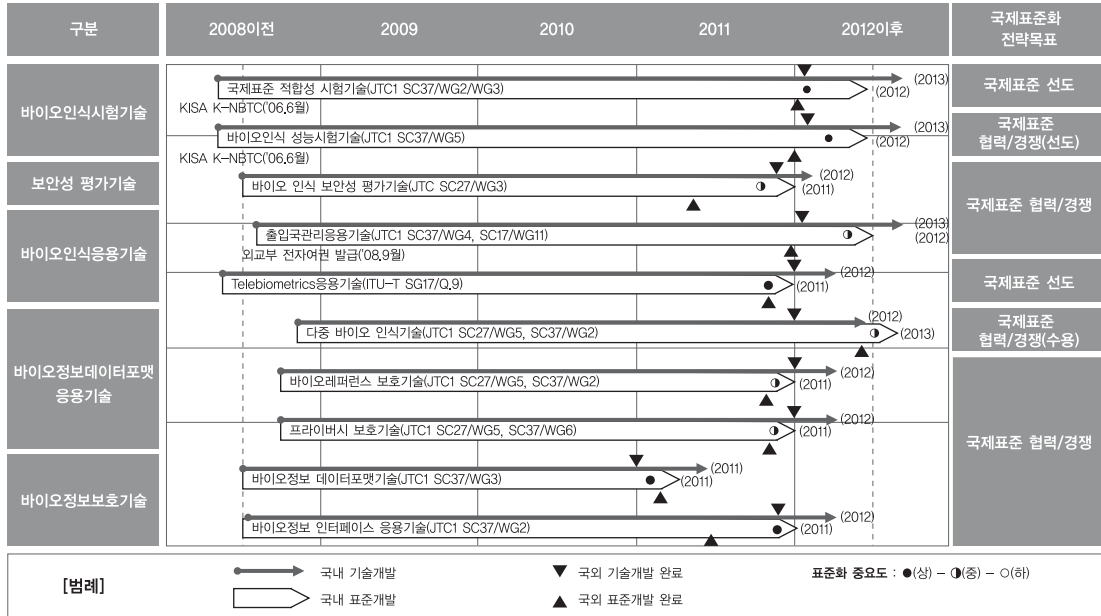 구분
2008이전
2009
2010
2011
2012이후
국제표준화
전략목표
바이오인식시험기술
(2013)
국제표준 적합성 시험기술(JTC1 SC37/WG2/WG3)
●
(2012)
KISA K-NBTC('06.6월)
국제표준 선도
(2013)
바이오인식 성능시험기술(JTC1 SC37/WG5)
●
(2012)
KISA K-NBTC('06.6월)
국제표준
협력/경쟁(선도)
보안성 평가기술
(2012)
바이오 인식 보안성 평가기술(JTC SC27/WG3)
◑
(2011)
국제표준 협력/경쟁
바이오인식응용기술
(2013)
출입국관리응용기술(JTC1 SC37/WG4, SC17/WG11)
◑
(2012)
외교부 전자여권 발급('08.9월)
(2012)
Telebiometrics응용기술(ITU-T SG17/Q.9)
●
(2011)
국제표준 선도
(2012)
다중 바이오 인식기술(JTC1 SC27/WG5, SC37/WG2)
◑
(2013)
국제표준
협력/경쟁(수용)
바이오정보데이터포맷
응용기술
(2012)
바이오레퍼런스 보호기술(JTC1 SC27/WG5, SC37/WG2)
◑
(2011)
(2012)
프라이버시 보호기술(JTC1 SC27/WG5, SC37/WG6)
◑
(2011)
국제표준 협력/경쟁
바이오정보보호기술
(2011)
바이오정보 데이터포맷기술(JTC1 SC37/WG3)
●
(2011)
(2012)
바이오정보 인터페이스 응용기술(JTC1 SC37/WG2)
●
(2011)
[범례]
국내 기술개발
▼ 국외 기술개발 완료
표준화 중요도 : ●(상) – ◑(중) – ○(하)
국내 표준개발
▲ 국외 표준개발 완료